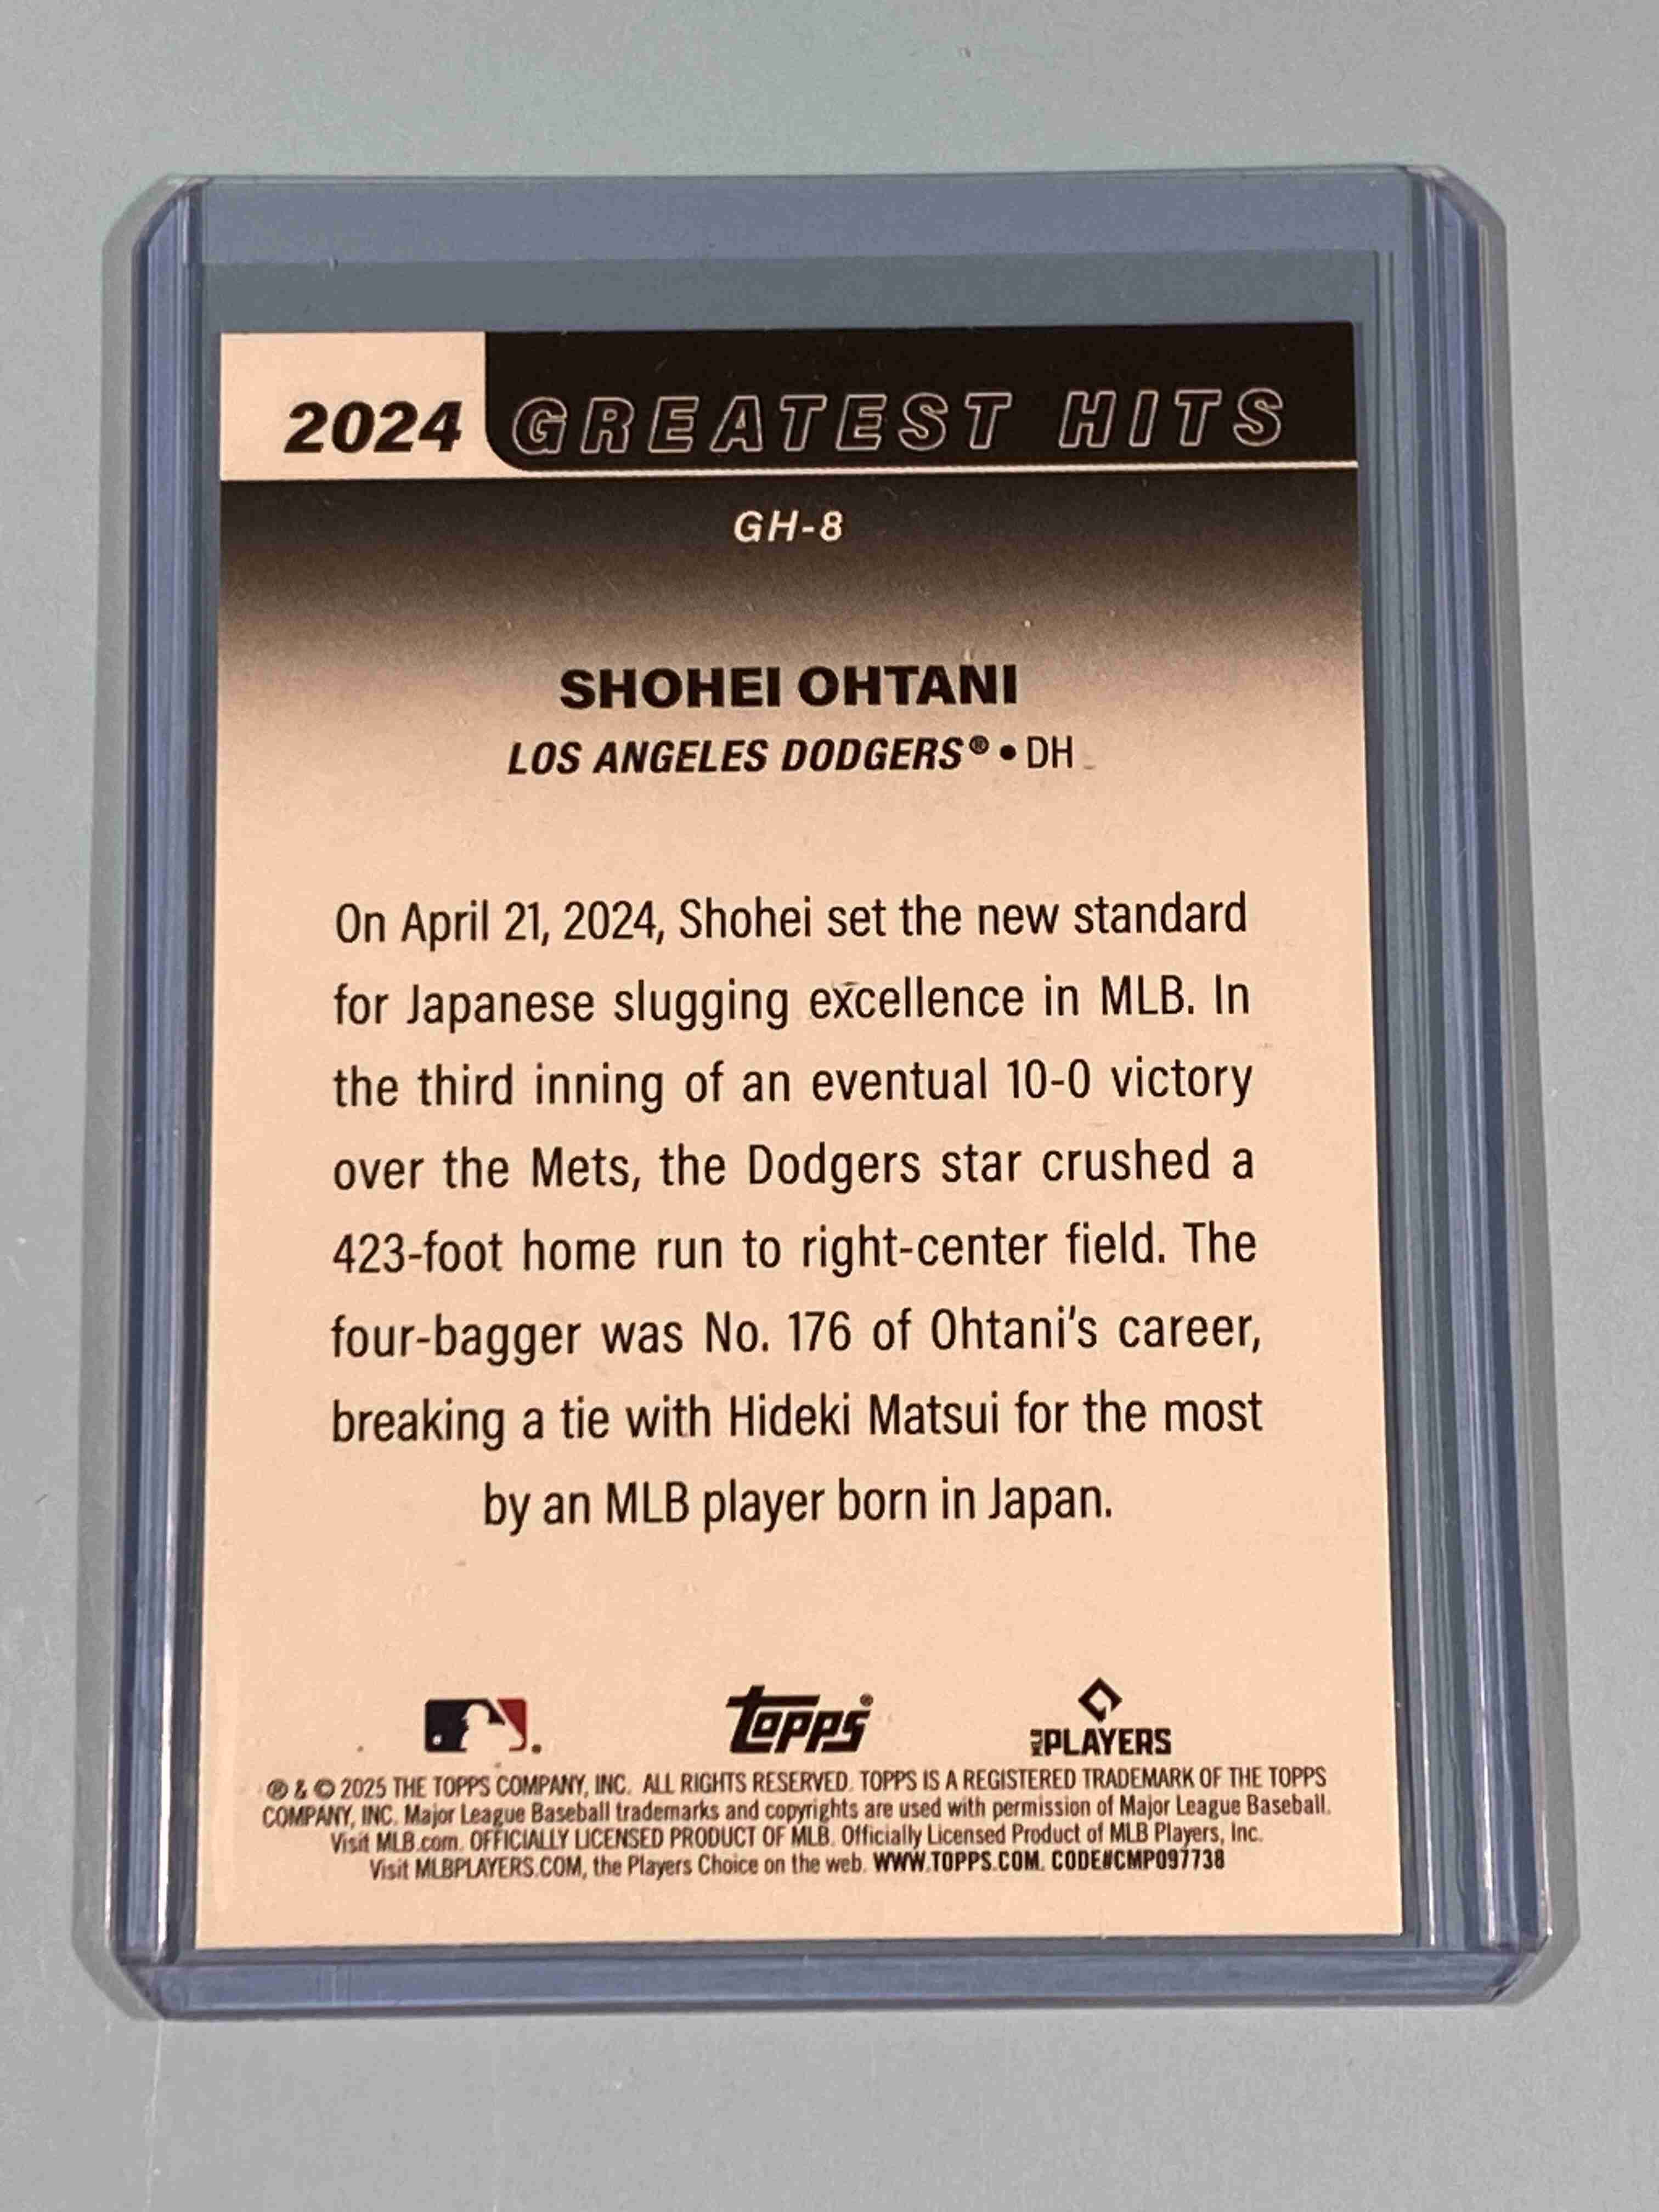 2024 GREATEST HITS
GH-8
SHOHEI OHTANI
LOS ANGELES DODGERS® • DH
On April 21, 2024, Shohei set the new standard
for Japanese slugging excellence in MLB. In
the third inning of an eventual 10-0 victory
over the Mets, the Dodgers star crushed a
423-foot home run to right-center field. The
four-bagger was No. 176 of Ohtani's career,
breaking a tie with Hideki Matsui for the most
by an MLB player born in Japan.
topps® PLAYERS
® & © 2025 THE TOPPS COMPANY, INC. ALL RIGHTS RESERVED. TOPPS IS A REGISTERED TRADEMARK OF THE TOPPS
COMPANY, INC. Major League Baseball trademarks and copyrights are used with permission of Major League Baseball.
Visit MLB.com. OFFICIALLY LICENSED PRODUCT OF MLB. Officially Licensed Product of MLB Players, Inc.
Visit MLBPLAYERS.COM, the Players Choice on the web. WWW.TOPPS.COM. CODE#CMP097738